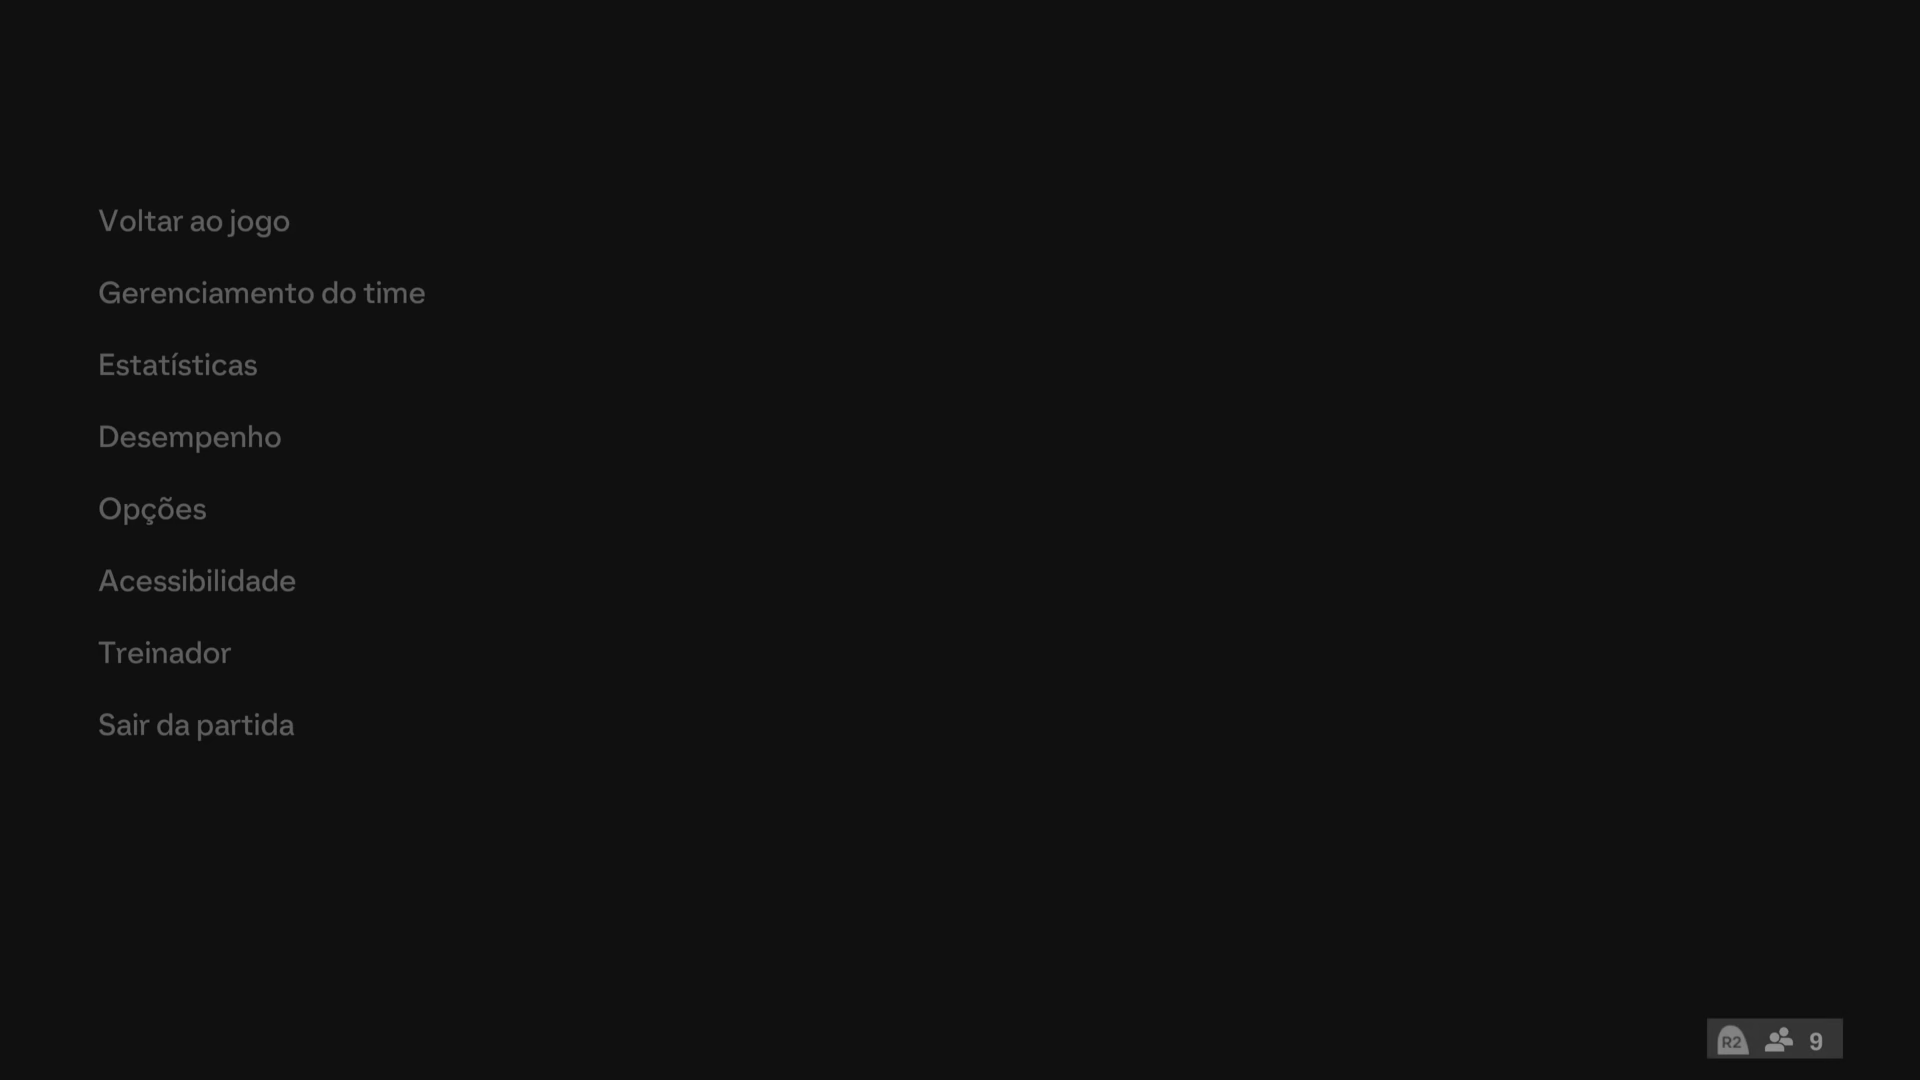 Voltar ao jogo
Gerenciamento do time
Estatísticas
Desempenho
Opções
Acessibilidade
Treinador
Sair da partida
R2 9